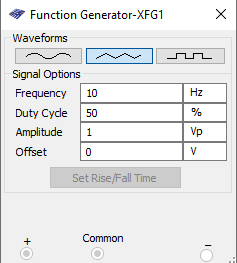 Function Generator-XFG1
Waveforms
Signal Options
Frequency 10 Hz
Duty Cycle 50 %
Amplitude 1 Vp
Offset 0 V
Set Rise/Fall Time
+ Common −